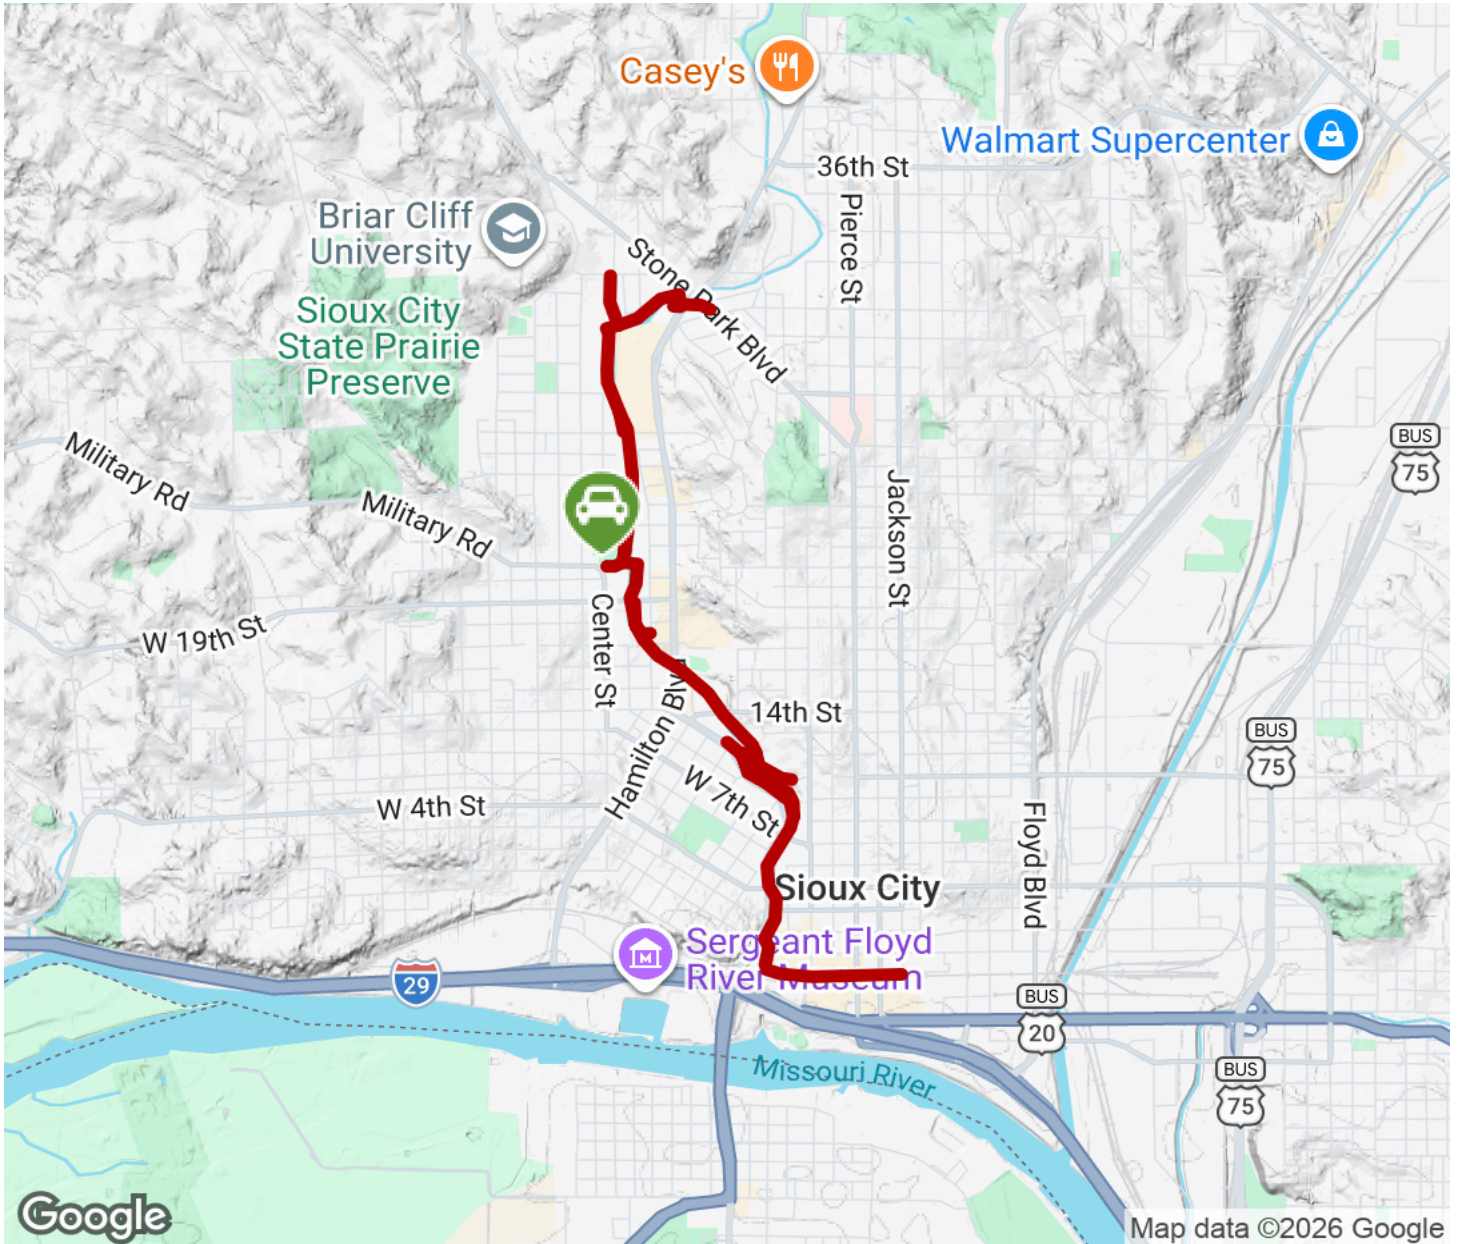 Casey's
Walmart Supercenter
36th St
Briar Cliff
University
Pierce St
Stone Park Blvd
Sioux City
State Prairie
Preserve
Military Rd
BUS
75
Military Rd
Jackson St
W 19th St
Center St
14th St
BUS
75
Hamilton Blvd
W 7th St
W 4th St
Floyd Blvd
Sioux City
Sergeant Floyd
River Museum
29
BUS
20
Missouri River
BUS
75
Google
Map data ©2026 Google